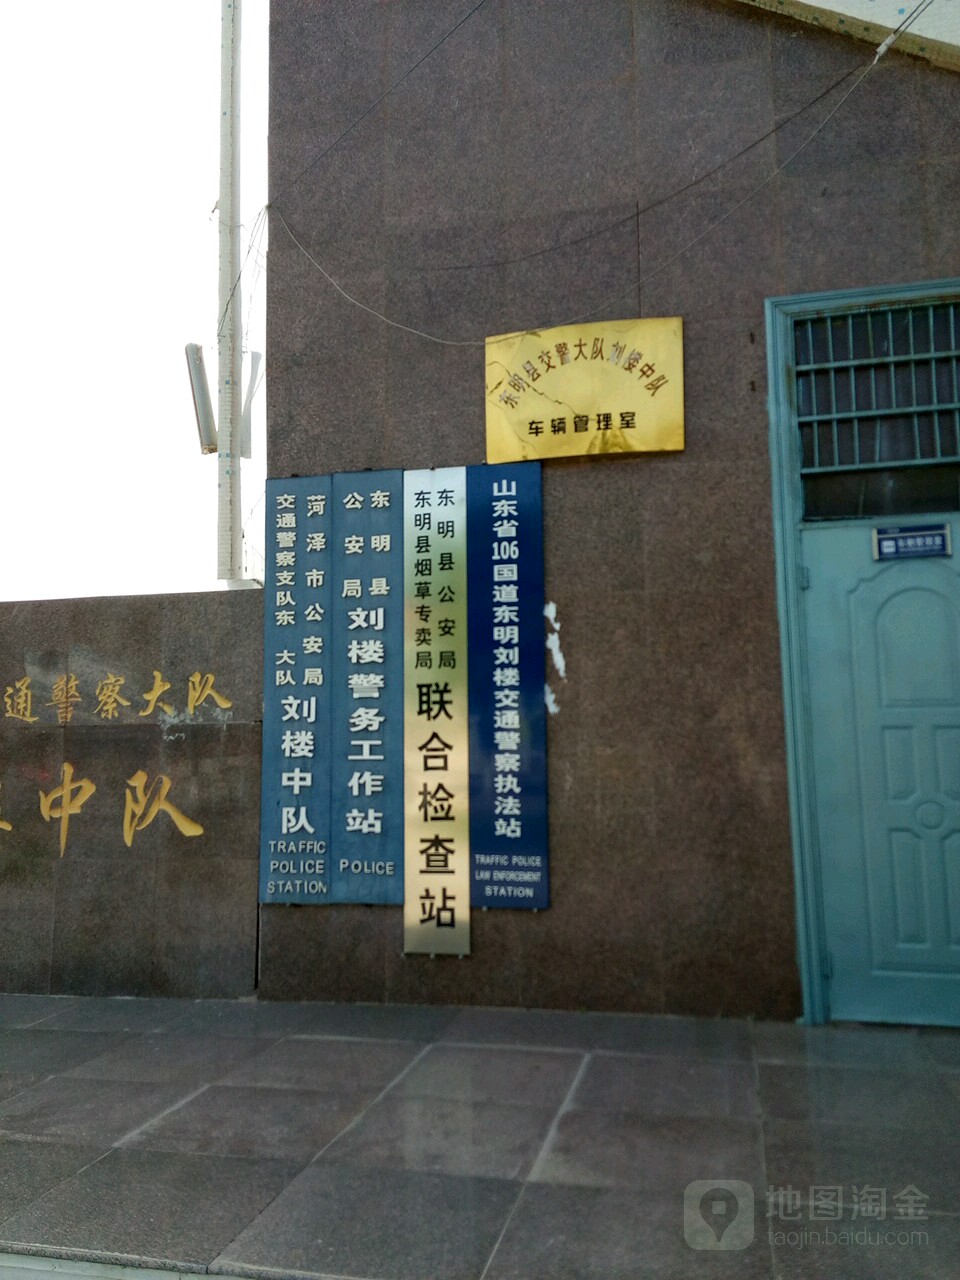 东明县交警大队刘楼中队
车辆管理室
菏泽市公安局
交通警察支队东 大队
刘楼中队
TRAFFIC
POLICE
STATION
东明县
公安局
刘楼警务工作站
POLICE
东明县公安局
东明县烟草专卖局
联合检查站
山东省106国道东明刘楼交通警察执法站
TRAFFIC POLICE
LAW ENFORCEMENT
STATION
通警察大队
中队
地图淘金
taojin.baidu.com